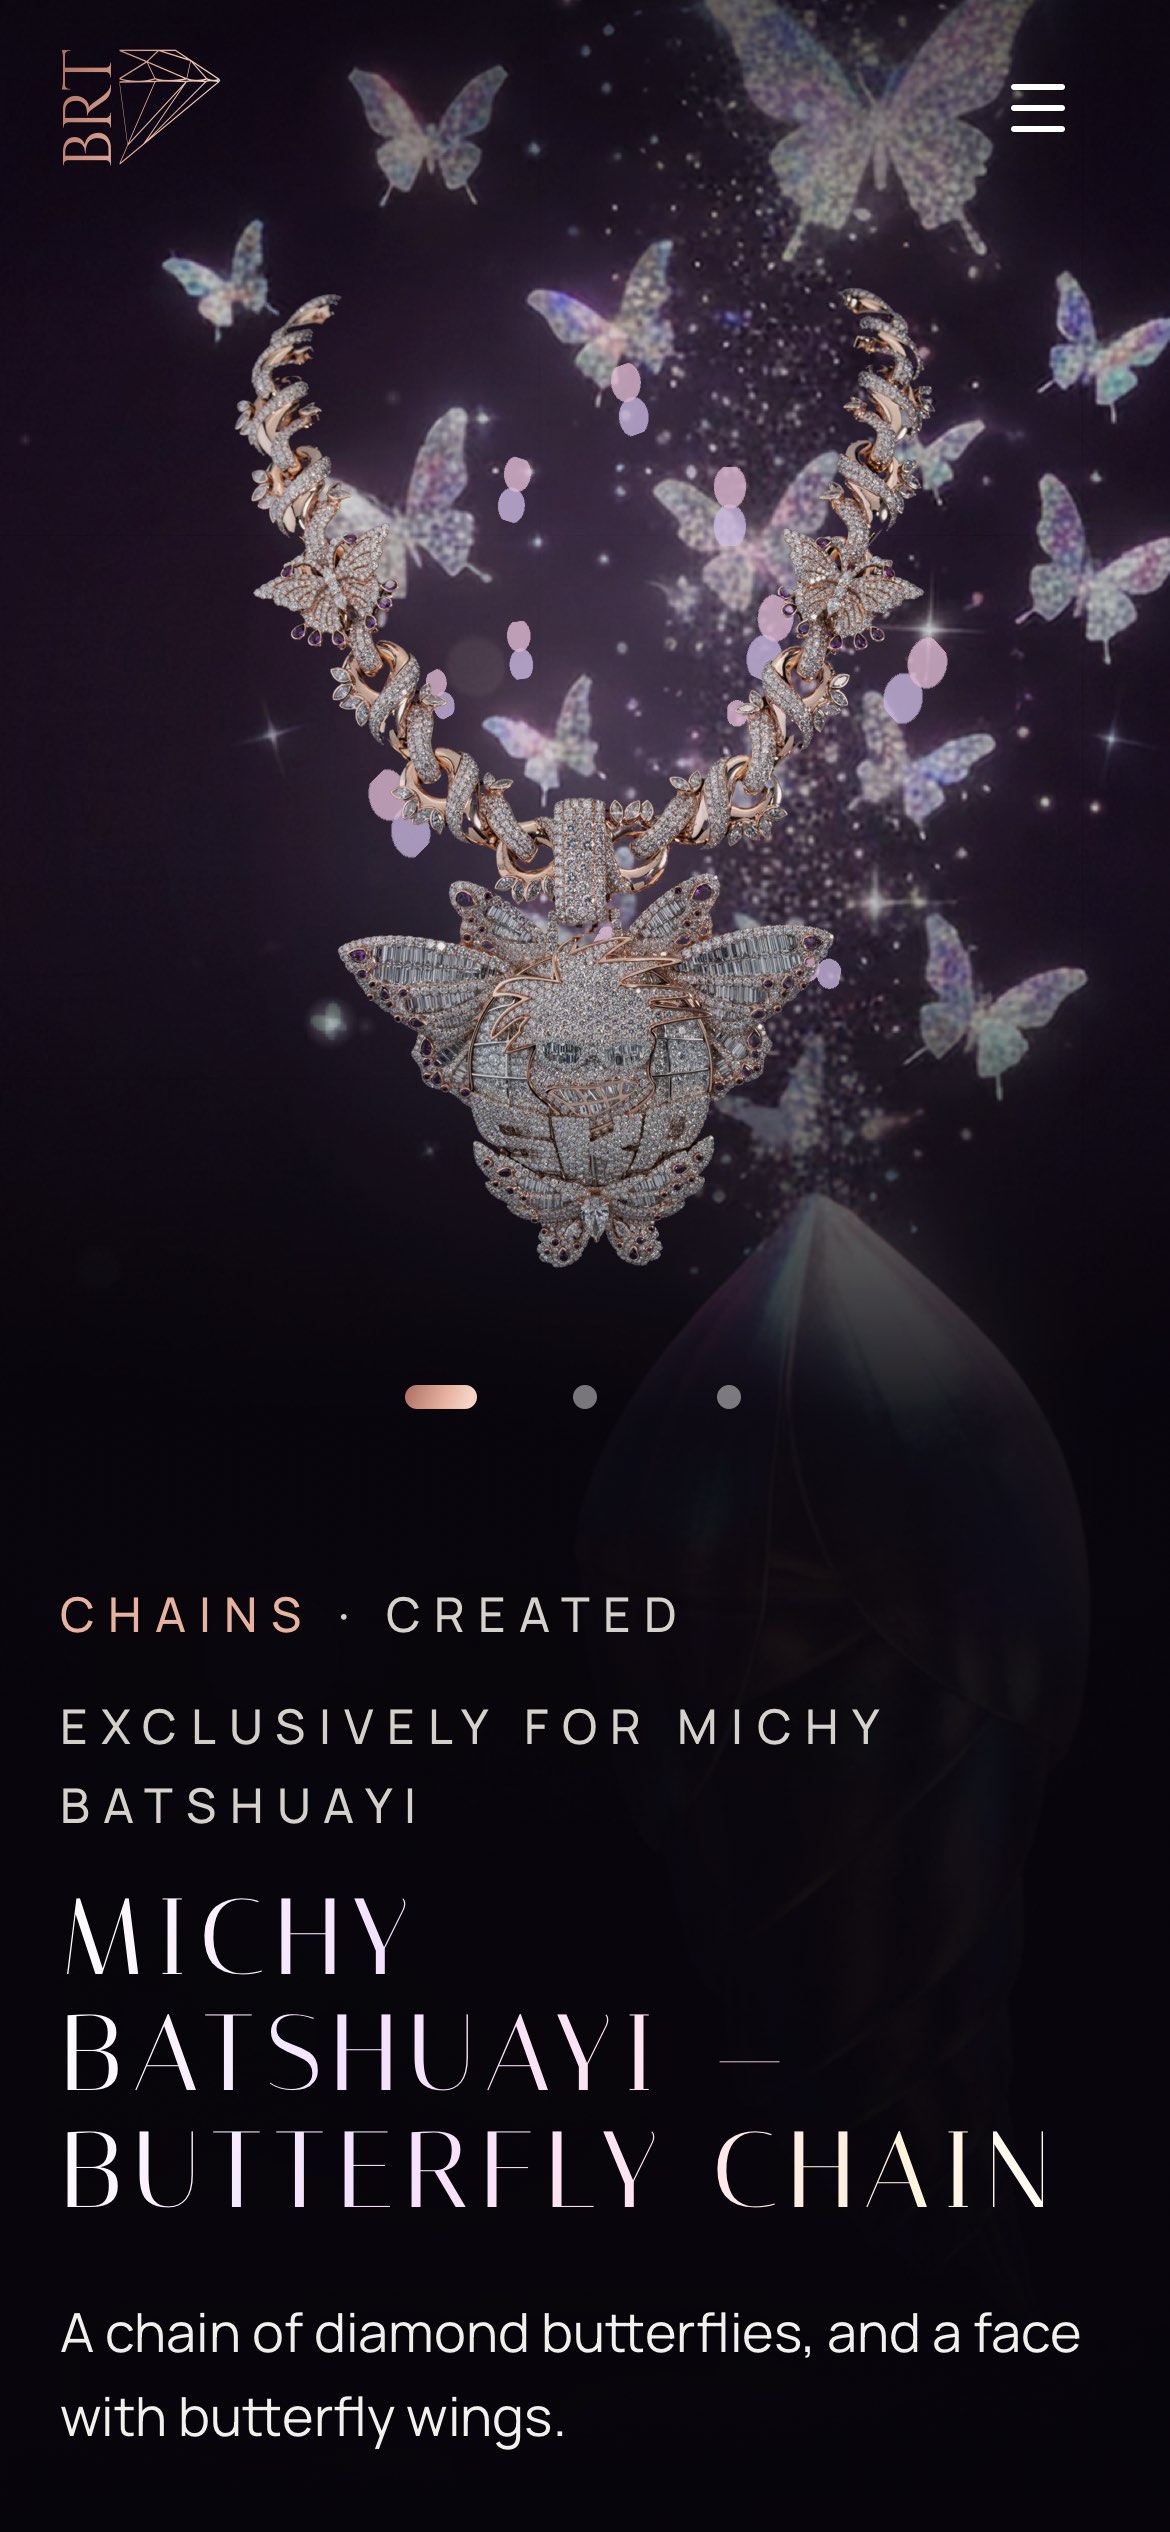 BRT
CHAINS · CREATED
EXCLUSIVELY FOR MICHY
BATSHUAYI
MICHY
BATSHUAYI —
BUTTERFLY CHAIN
A chain of diamond butterflies, and a face
with butterfly wings.